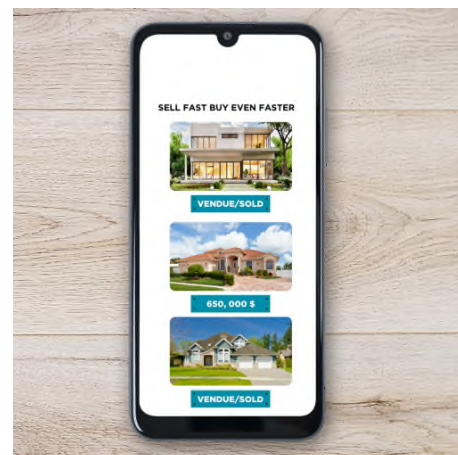 SELL FAST BUY EVEN FASTER
VENDUE/SOLD
650, 000 $
VENDUE/SOLD